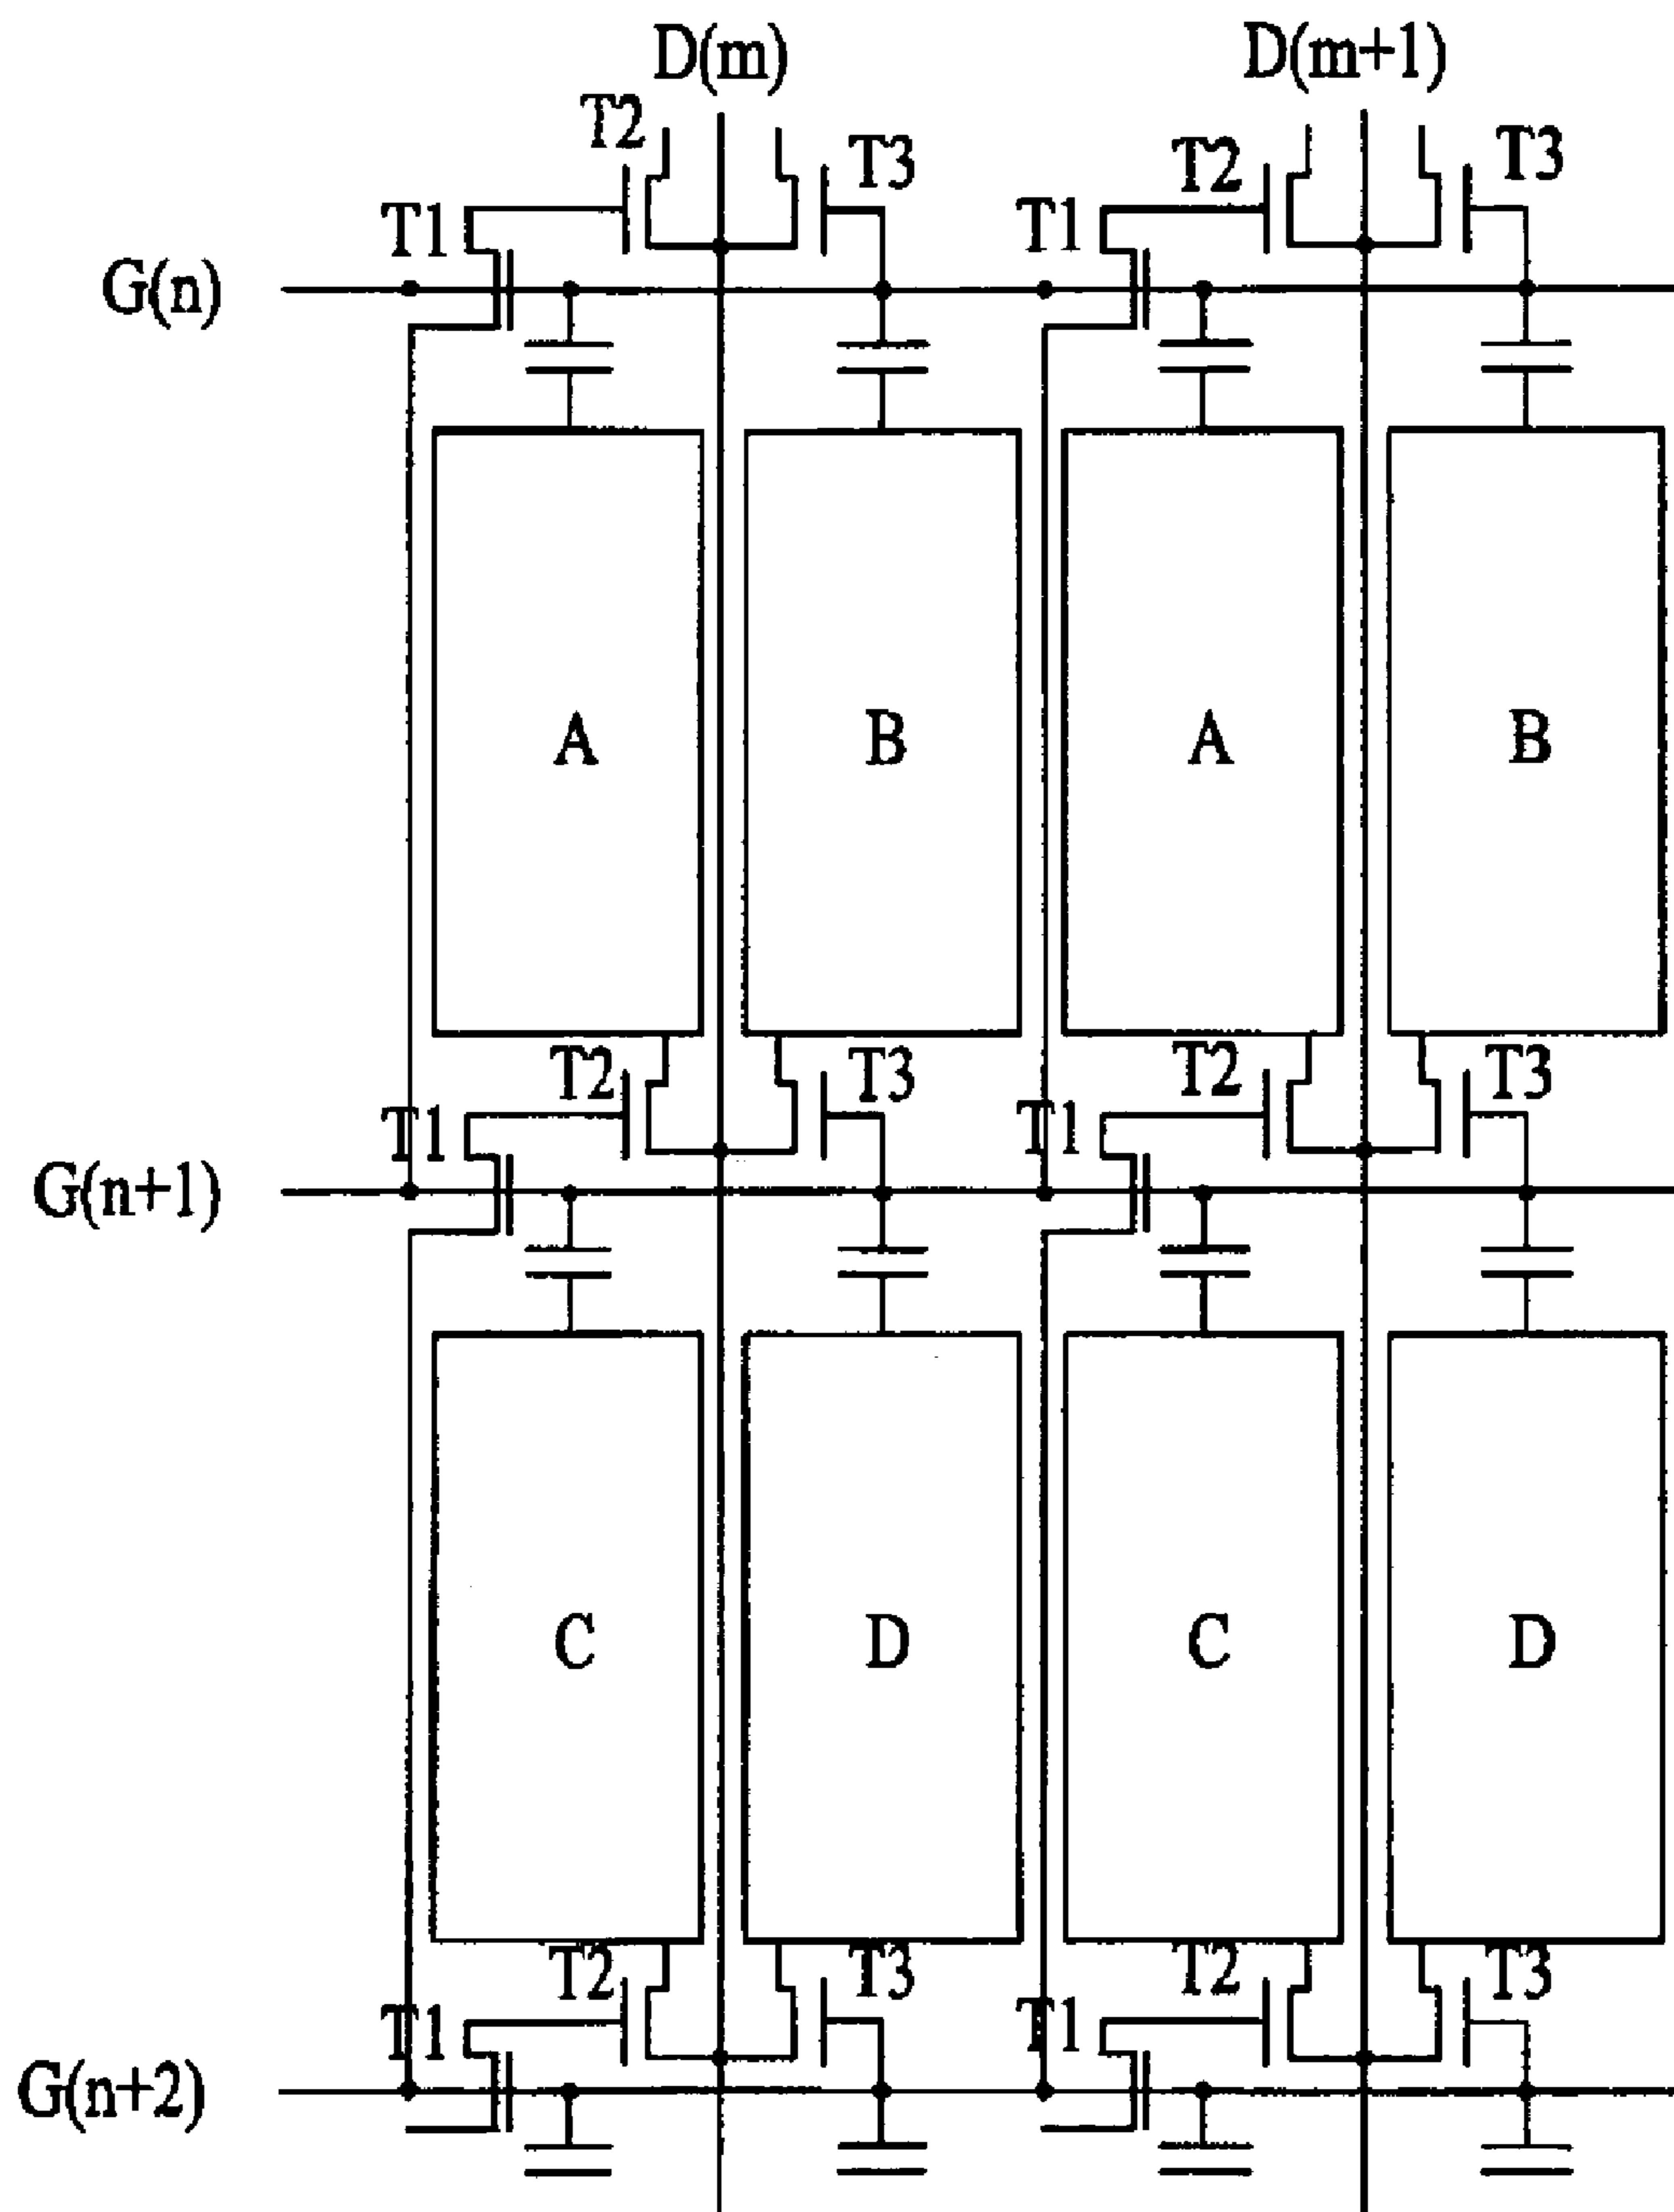 D(m) D(m+1)
T2 T3 T2 T3
T1 T1
G(n)
A B A B
T2 T3 T2 T3
T1 T1
G(n+1)
C D C D
T2 T3 T2 T3
T1 T1
G(n+2)